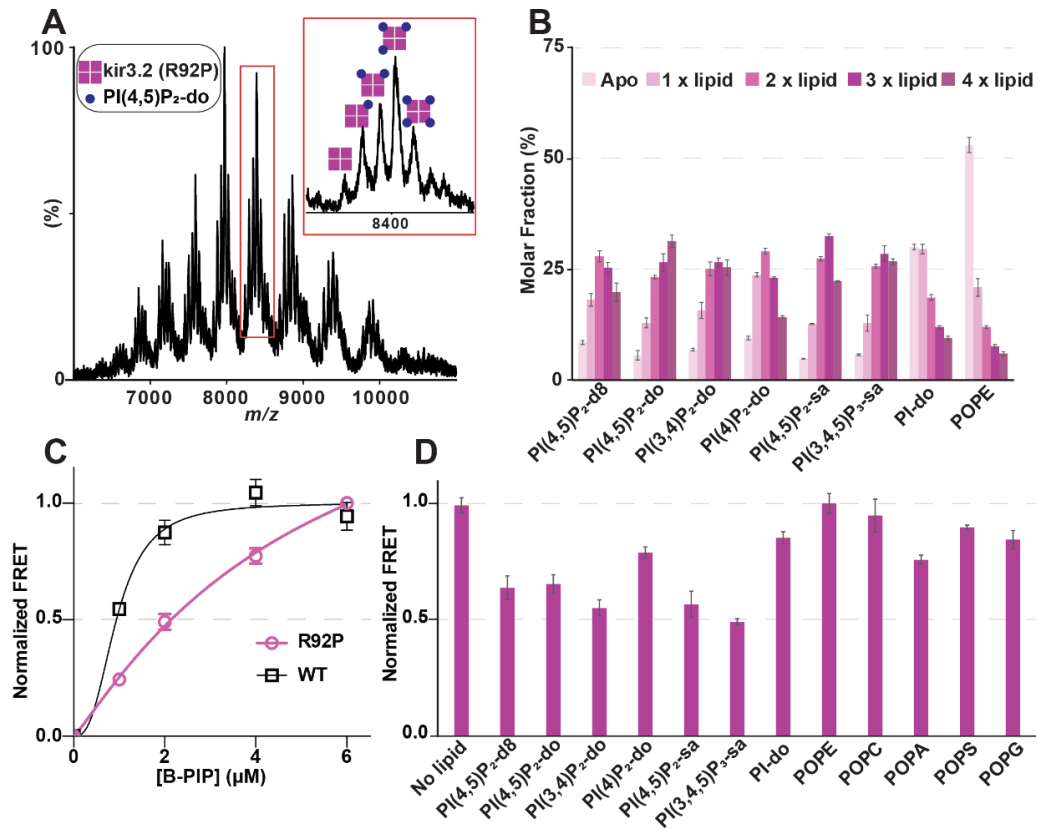 A
100
(%)
0
kir3.2 (R92P)
PI(4,5)P₂-do
8400
7000 8000 9000 10000
m/z
B
Apo 1 x lipid 2 x lipid 3 x lipid 4 x lipid
Molar Fraction (%)
75
50
25
0
PI(4,5)P₂-d8
PI(4,5)P₂-do
PI(3,4)P₂-do
PI(4)P₂-do
PI(4,5)P₂-sa
PI(3,4,5)P₃-sa
PI-do
POPE
C
Normalized FRET
1.0
0.5
0.0
R92P
WT
0 2 4 6
[B-PIP] (μM)
D
Normalized FRET
1.0
0.5
0.0
No lipid
PI(4,5)P₂-d8
PI(4,5)P₂-do
PI(3,4)P₂-do
PI(4)P₂-do
PI(4,5)P₂-sa
PI(3,4,5)P₃-sa
PI-do
POPE
POPC
POPA
POPS
POPG